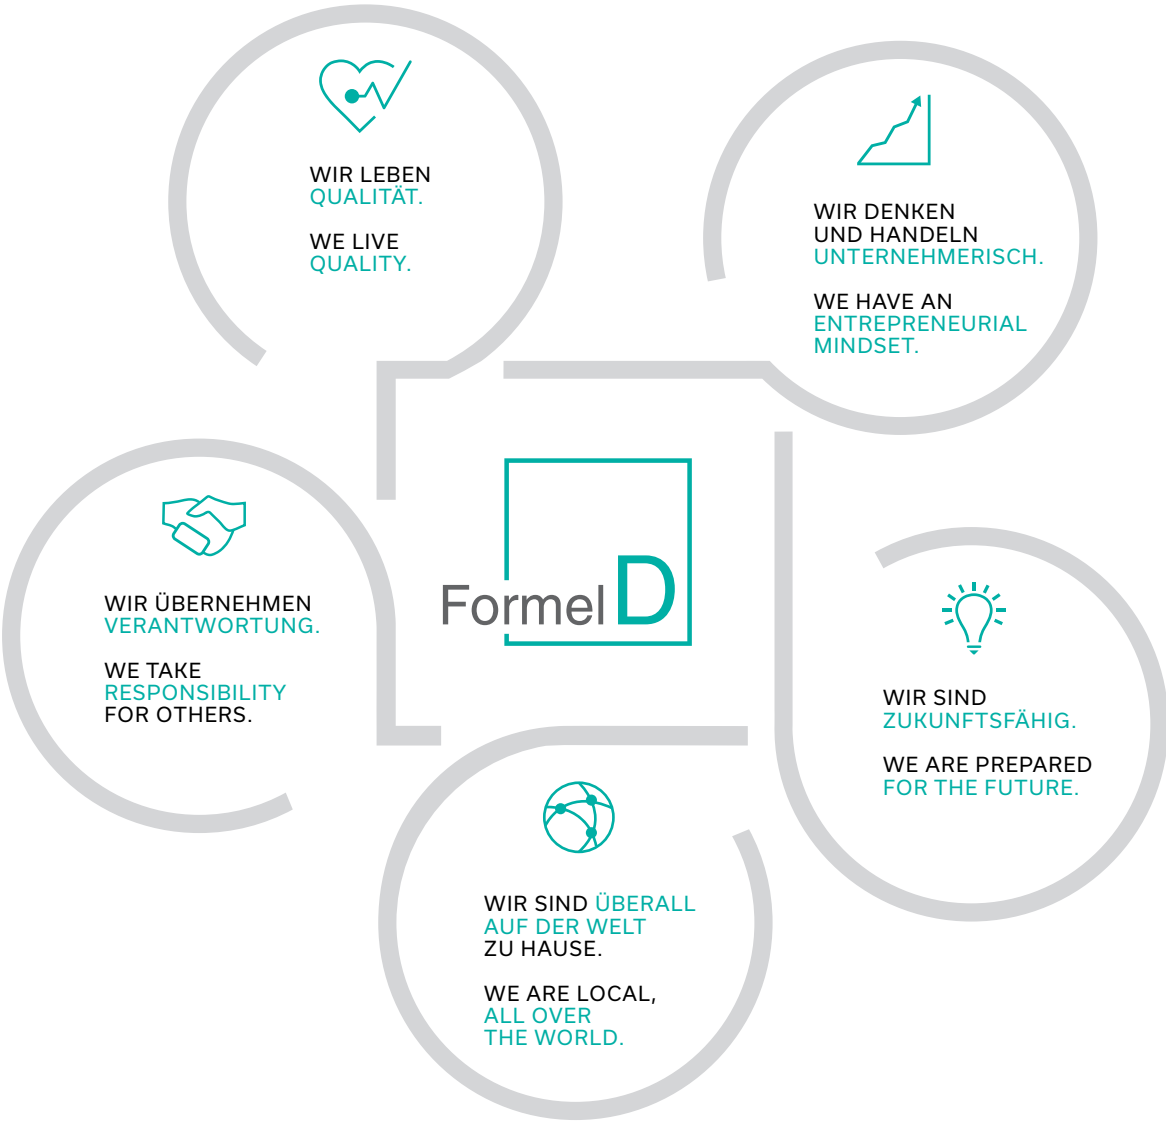 WIR LEBEN
QUALITÄT.
WE LIVE
QUALITY.
WIR DENKEN
UND HANDELN
UNTERNEHMERISCH.
WE HAVE AN
ENTREPRENEURIAL
MINDSET.
WIR ÜBERNEHMEN
VERANTWORTUNG.
WE TAKE
RESPONSIBILITY
FOR OTHERS.
Formel D
WIR SIND
ZUKUNFTSFÄHIG.
WE ARE PREPARED
FOR THE FUTURE.
WIR SIND ÜBERALL
AUF DER WELT
ZU HAUSE.
WE ARE LOCAL,
ALL OVER
THE WORLD.